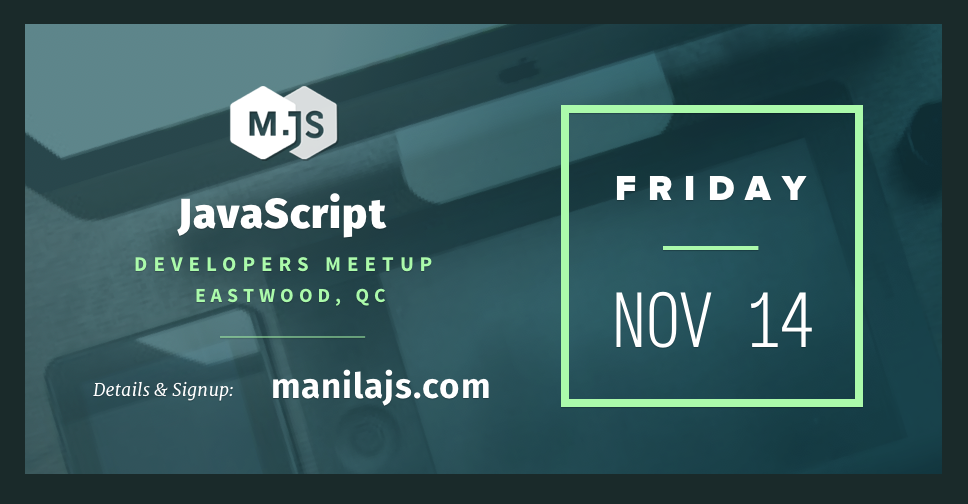 M.JS
JavaScript
DEVELOPERS MEETUP
EASTWOOD, QC
Details & Signup: manilajs.com
FRIDAY
NOV 14